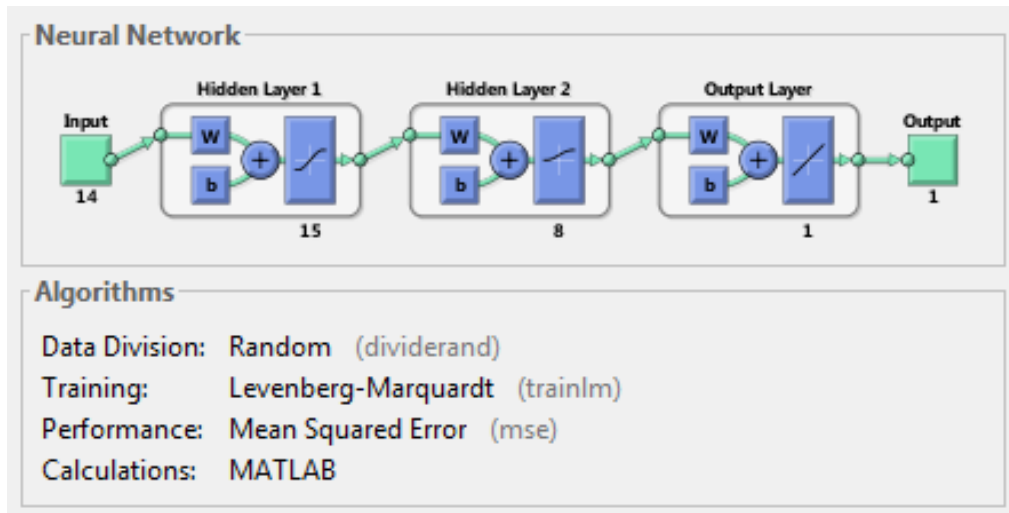 Neural Network
Hidden Layer 1 Hidden Layer 2 Output Layer
Input Output
W W W
+ + +
b b b
14 1
15 8 1
Algorithms
Data Division: Random (dividerand)
Training: Levenberg-Marquardt (trainlm)
Performance: Mean Squared Error (mse)
Calculations: MATLAB